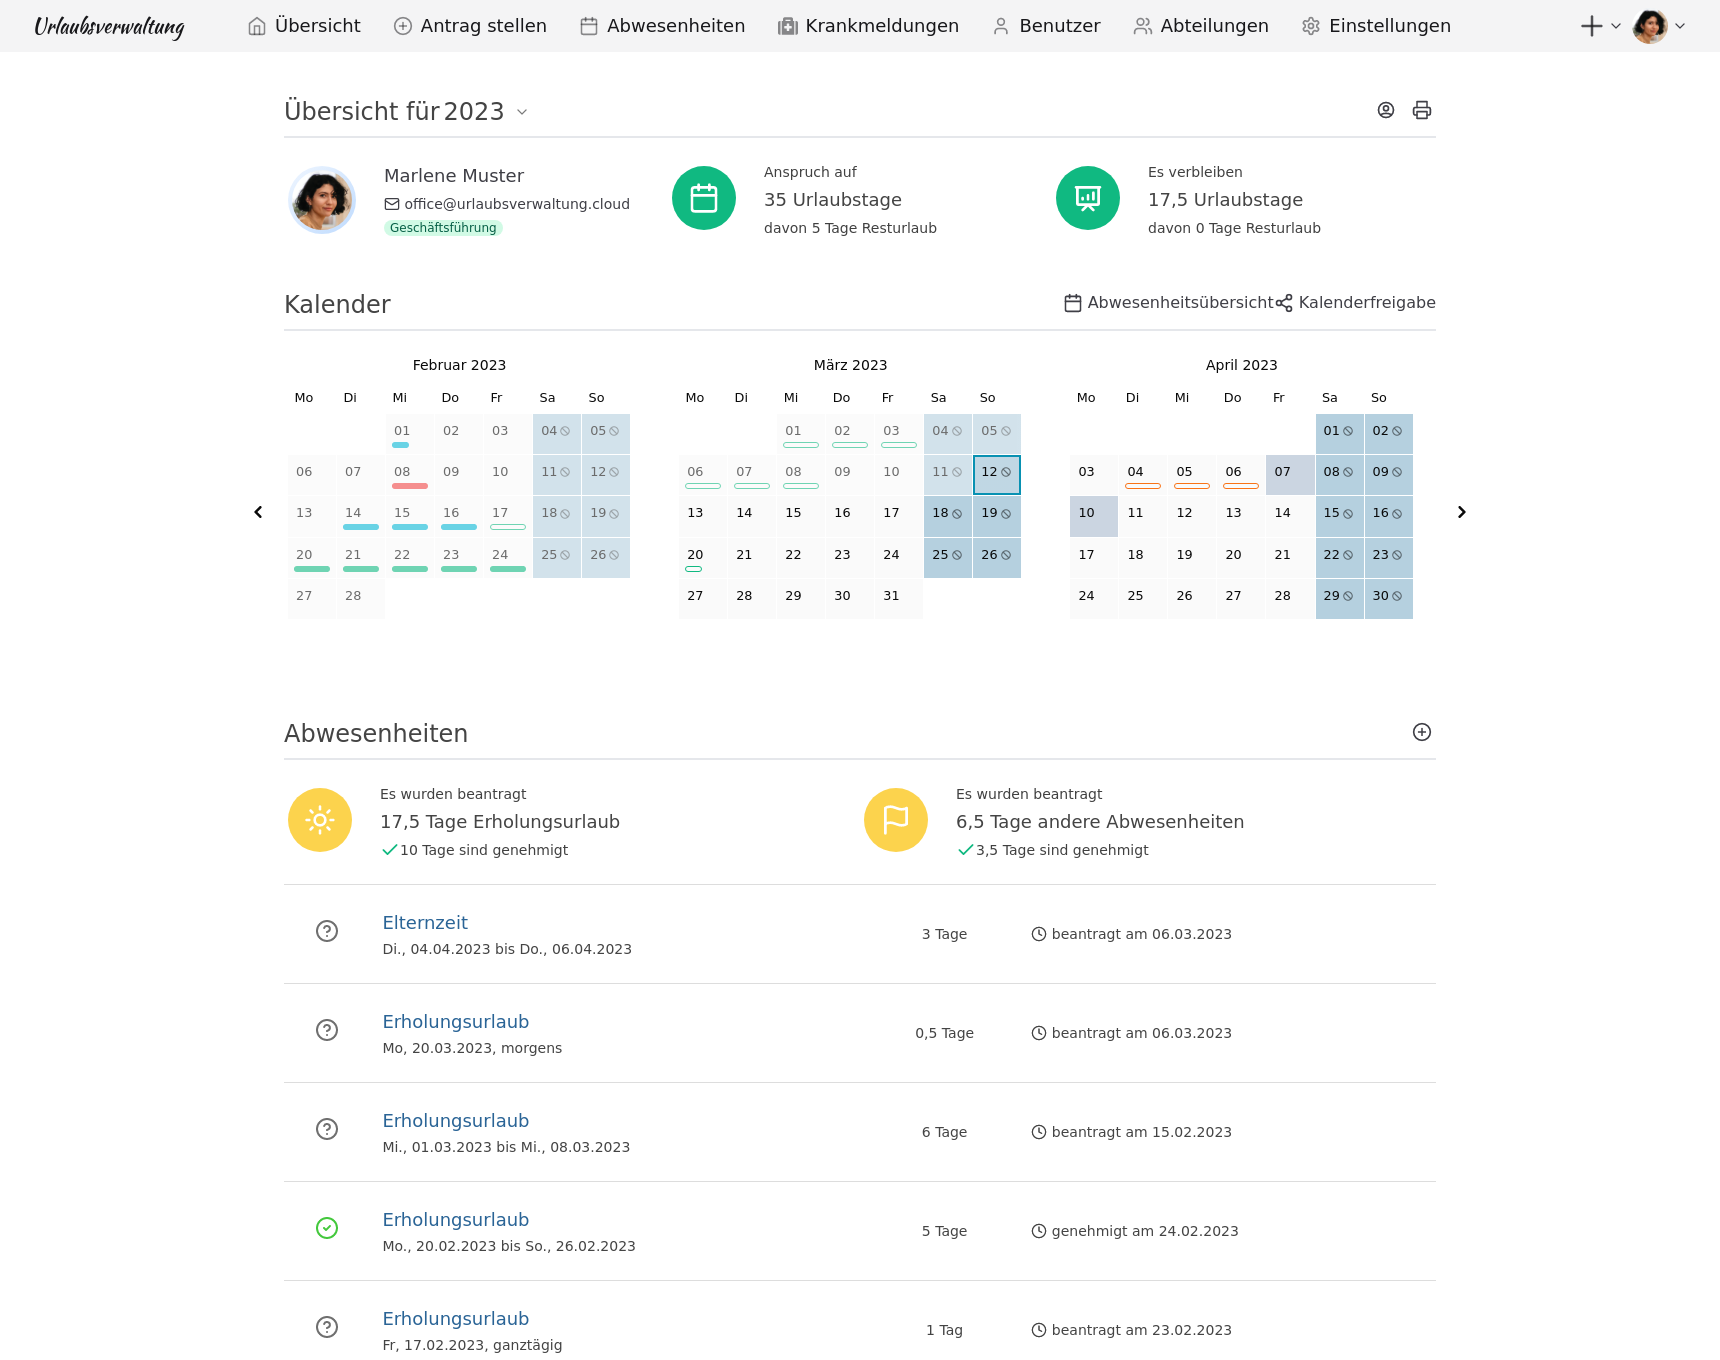 Urlaubsverwaltung Übersicht Antrag stellen Abwesenheiten Krankmeldungen Benutzer Abteilungen Einstellungen
Übersicht für 2023
Marlene Muster
office@urlaubsverwaltung.cloud
Geschäftsführung
Anspruch auf
35 Urlaubstage
davon 5 Tage Resturlaub
Es verbleiben
17,5 Urlaubstage
davon 0 Tage Resturlaub
Kalender
Abwesenheitsübersicht Kalenderfreigabe
Februar 2023
Mo Di Mi Do Fr Sa So
01 02 03 04 05
06 07 08 09 10 11 12
13 14 15 16 17 18 19
20 21 22 23 24 25 26
27 28
März 2023
Mo Di Mi Do Fr Sa So
01 02 03 04 05
06 07 08 09 10 11 12
13 14 15 16 17 18 19
20 21 22 23 24 25 26
27 28 29 30 31
April 2023
Mo Di Mi Do Fr Sa So
01 02
03 04 05 06 07 08 09
10 11 12 13 14 15 16
17 18 19 20 21 22 23
24 25 26 27 28 29 30
Abwesenheiten
Es wurden beantragt
17,5 Tage Erholungsurlaub
10 Tage sind genehmigt
Es wurden beantragt
6,5 Tage andere Abwesenheiten
3,5 Tage sind genehmigt
Elternzeit
Di., 04.04.2023 bis Do., 06.04.2023
3 Tage
beantragt am 06.03.2023
Erholungsurlaub
Mo, 20.03.2023, morgens
0,5 Tage
beantragt am 06.03.2023
Erholungsurlaub
Mi., 01.03.2023 bis Mi., 08.03.2023
6 Tage
beantragt am 15.02.2023
Erholungsurlaub
Mo., 20.02.2023 bis So., 26.02.2023
5 Tage
genehmigt am 24.02.2023
Erholungsurlaub
Fr, 17.02.2023, ganztägig
1 Tag
beantragt am 23.02.2023